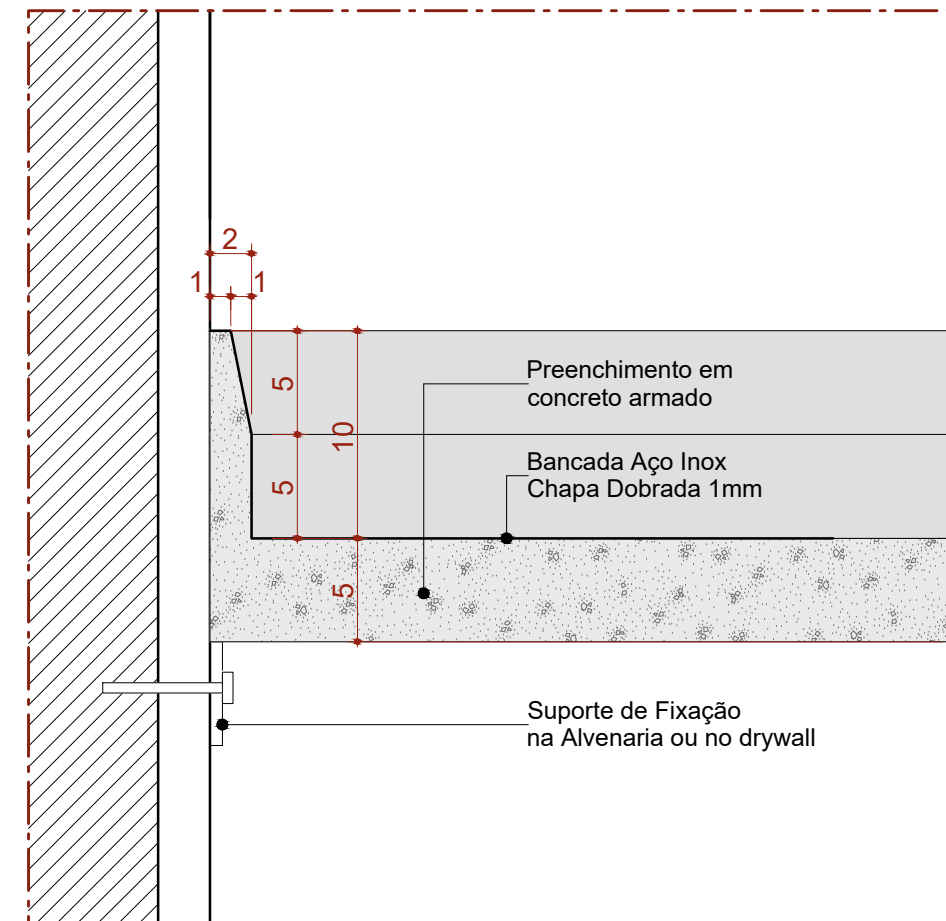 2
1
1
5
10
5
5
Preenchimento em
concreto armado
Bancada Aço Inox
Chapa Dobrada 1mm
Suporte de Fixação
na Alvenaria ou no drywall